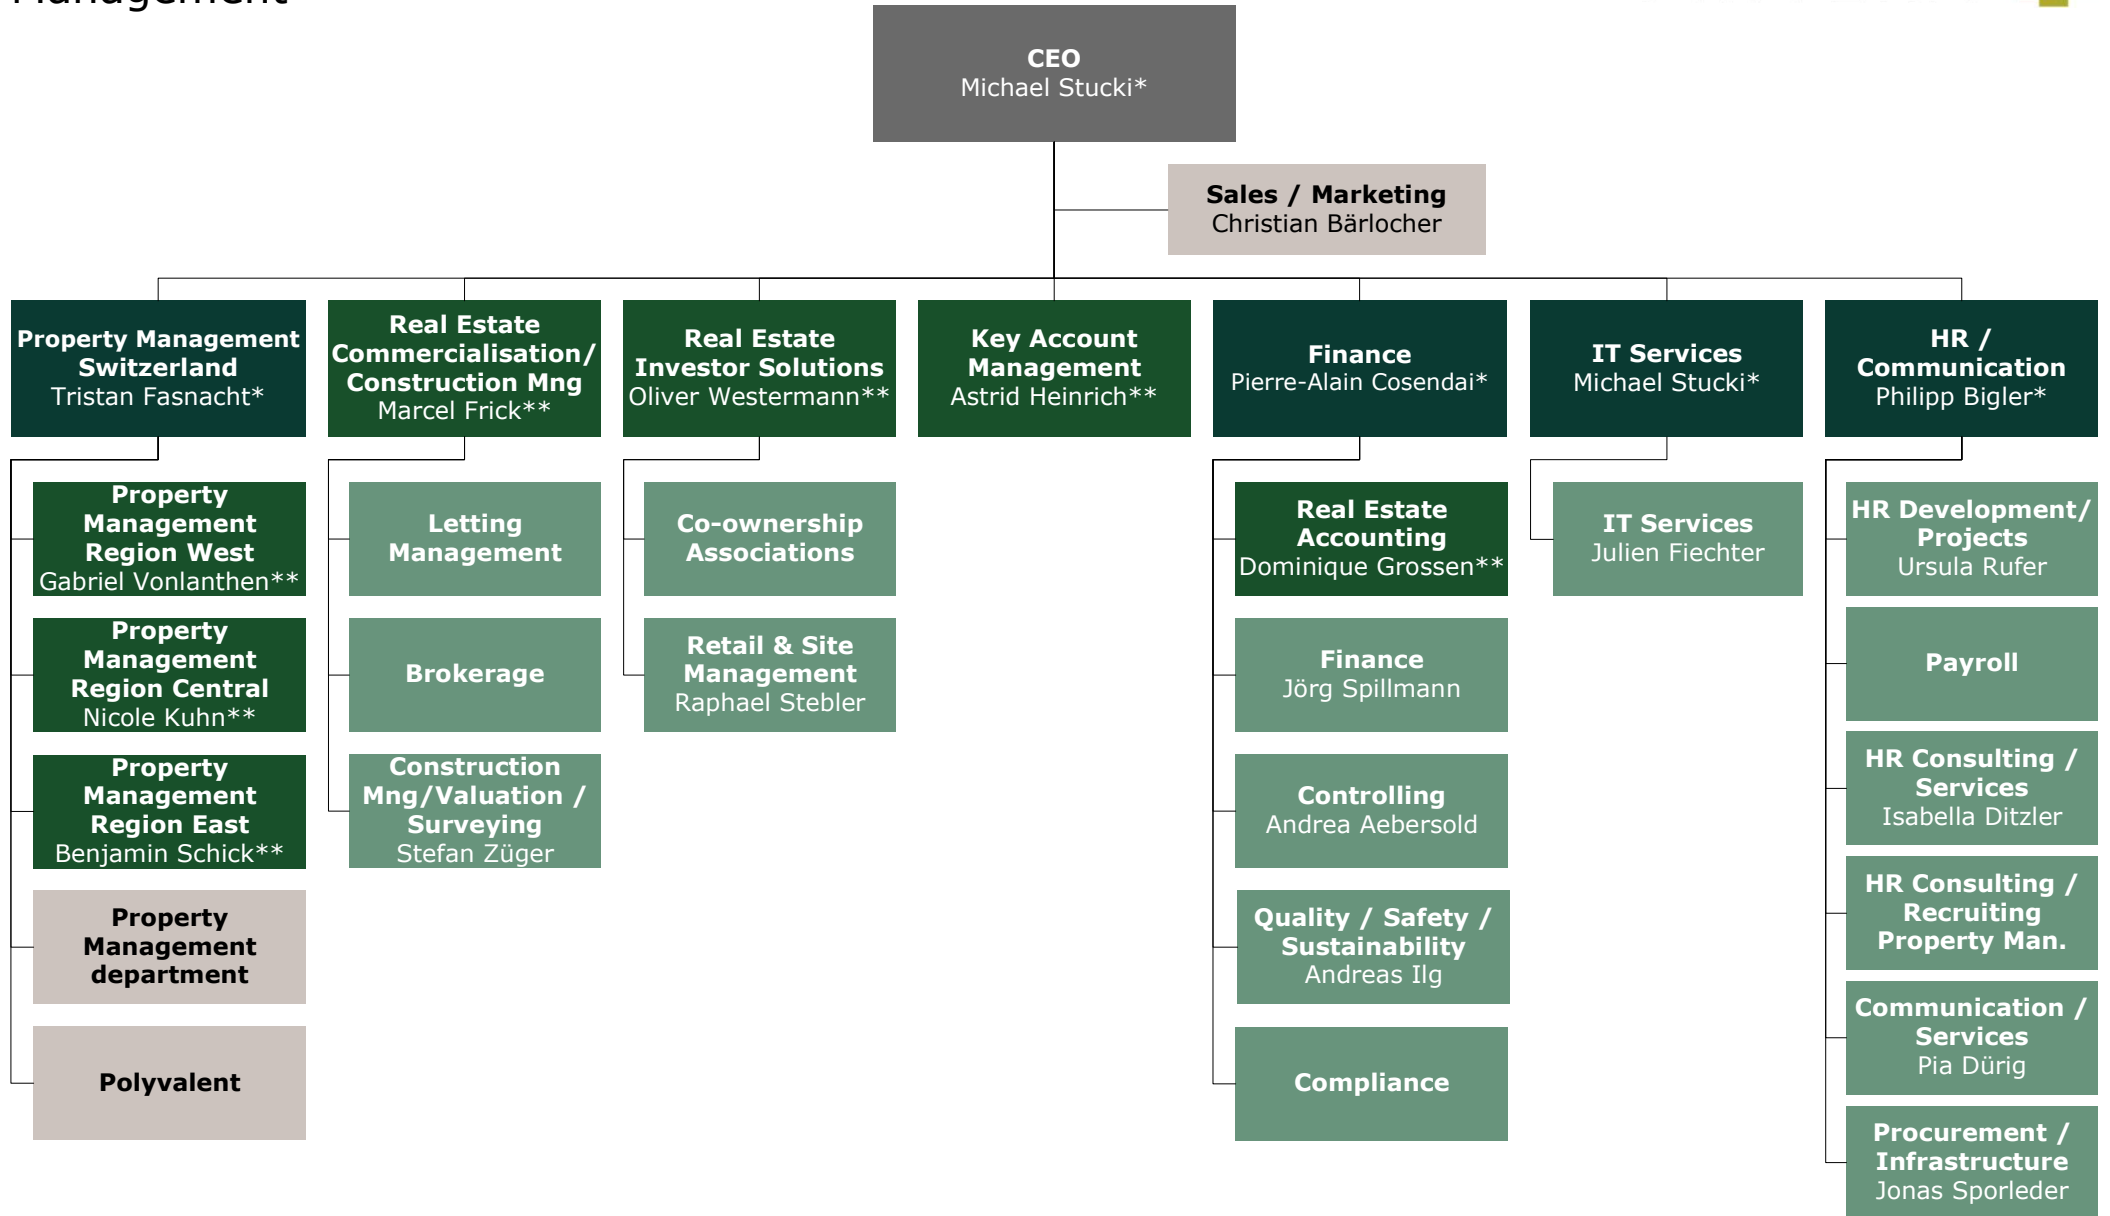 Management
CEO
Michael Stucki*
Sales / Marketing
Christian Bärlocher
Property Management
Switzerland
Tristan Fasnacht*
Real Estate
Commercialisation/
Construction Mng
Marcel Frick**
Real Estate
Investor Solutions
Oliver Westermann**
Key Account
Management
Astrid Heinrich**
Finance
Pierre-Alain Cosendai*
IT Services
Michael Stucki*
HR /
Communication
Philipp Bigler*
Property
Management
Region West
Gabriel Vonlanthen**
Property
Management
Region Central
Nicole Kuhn**
Property
Management
Region East
Benjamin Schick**
Property
Management
department
Polyvalent
Letting
Management
Brokerage
Construction
Mng/Valuation /
Surveying
Stefan Züger
Co-ownership
Associations
Retail & Site
Management
Raphael Stebler
Real Estate
Accounting
Dominique Grossen**
Finance
Jörg Spillmann
Controlling
Andrea Aebersold
Quality / Safety /
Sustainability
Andreas Ilg
Compliance
IT Services
Julien Fiechter
HR Development/
Projects
Ursula Rufer
Payroll
HR Consulting /
Services
Isabella Ditzler
HR Consulting /
Recruiting
Property Man.
Communication /
Services
Pia Dürig
Procurement /
Infrastructure
Jonas Sporleder